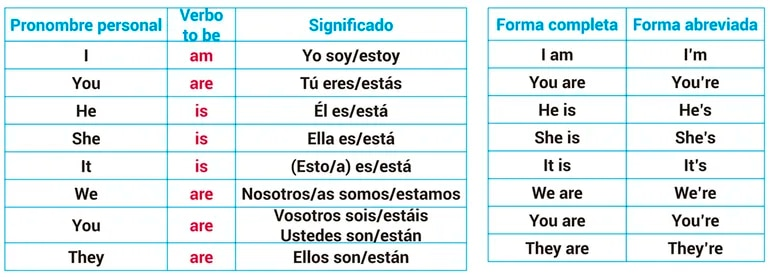 Pronombre personal Verbo to be Significado
I am Yo soy/estoy
You are Tú eres/estás
He is Él es/está
She is Ella es/está
It is (Esto/a) es/está
We are Nosotros/as somos/estamos
You are Vosotros sois/estáis
Ustedes son/están
They are Ellos son/están
Forma completa Forma abreviada
I am I'm
You are You're
He is He's
She is She's
It is It's
We are We're
You are You're
They are They're